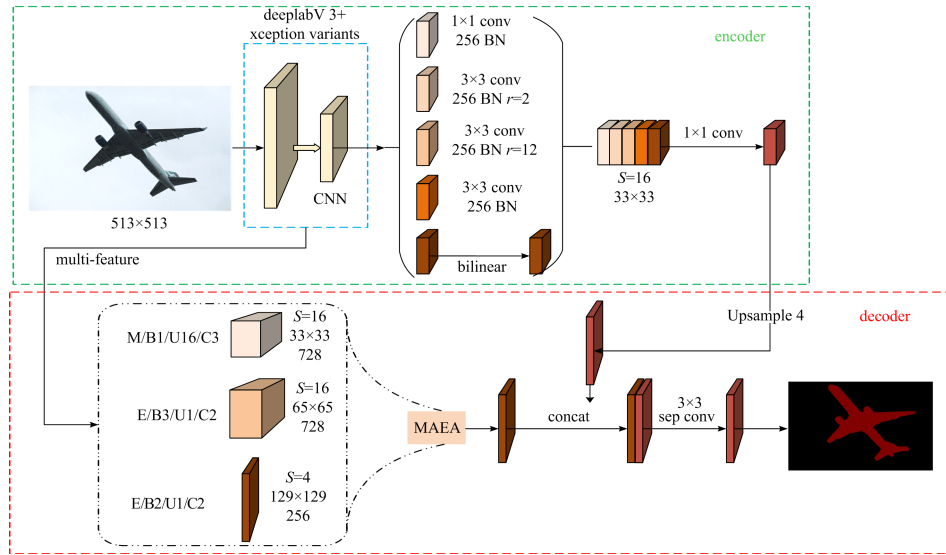 deeplabV 3+
xception variants
encoder
1×1 conv
256 BN
3×3 conv
256 BN r=2
3×3 conv
256 BN r=12
3×3 conv
256 BN
bilinear
CNN
513×513
1×1 conv
S=16
33×33
multi-feature
Upsample 4
decoder
M/B1/U16/C3
S=16
33×33
728
E/B3/U1/C2
S=16
65×65
728
E/B2/U1/C2
S=4
129×129
256
MAEA
concat
3×3
sep conv